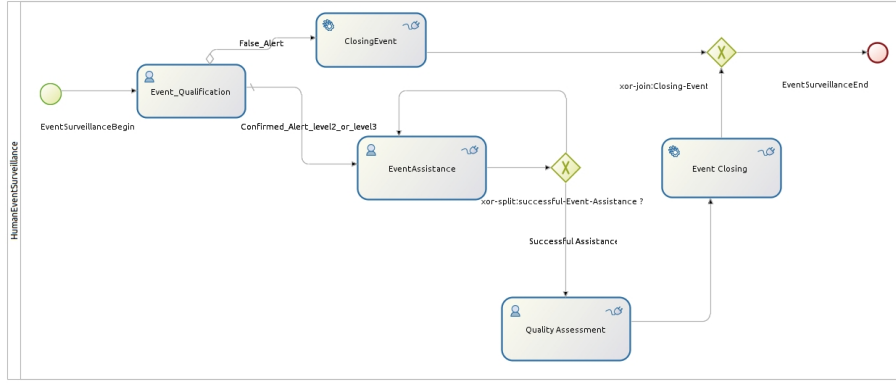 HumanEventSurveillance
False_Alert
ClosingEvent
Event_Qualification
EventSurveillanceBegin
Confirmed_Alert_level2_or_level3
xor-join:Closing-Event
EventSurveillanceEnd
EventAssistance
Event Closing
xor-split:successful-Event-Assistance ?
Successful Assistance
Quality Assessment